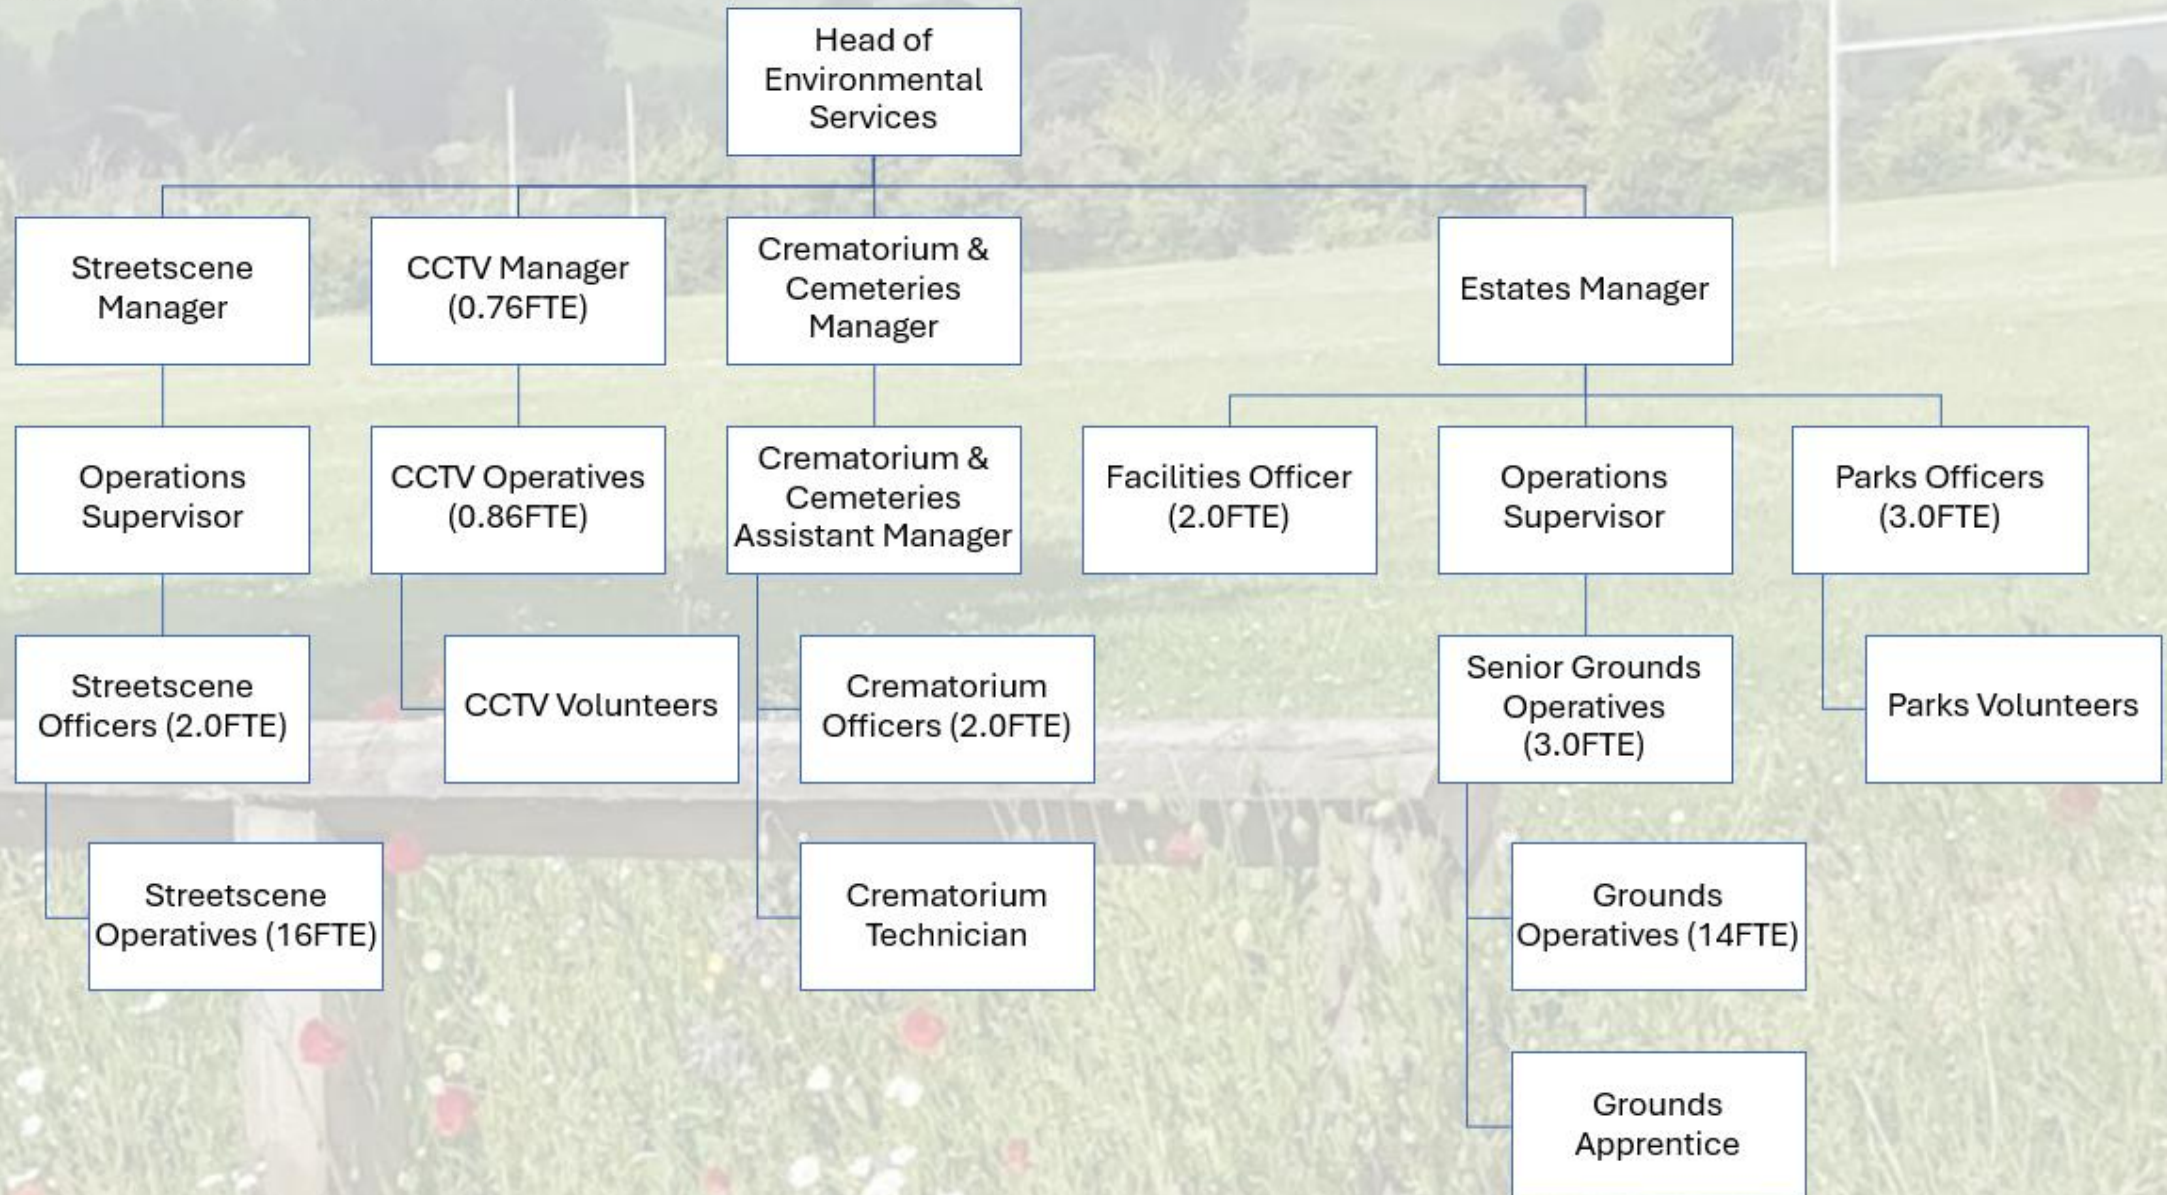 Head of
Environmental
Services
Streetscene
Manager
CCTV Manager
(0.76FTE)
Crematorium &
Cemeteries
Manager
Estates Manager
Operations
Supervisor
CCTV Operatives
(0.86FTE)
Crematorium &
Cemeteries
Assistant Manager
Facilities Officer
(2.0FTE)
Operations
Supervisor
Parks Officers
(3.0FTE)
Streetscene
Officers (2.0FTE)
CCTV Volunteers
Crematorium
Officers (2.0FTE)
Senior Grounds
Operatives
(3.0FTE)
Parks Volunteers
Streetscene
Operatives (16FTE)
Crematorium
Technician
Grounds
Operatives (14FTE)
Grounds
Apprentice